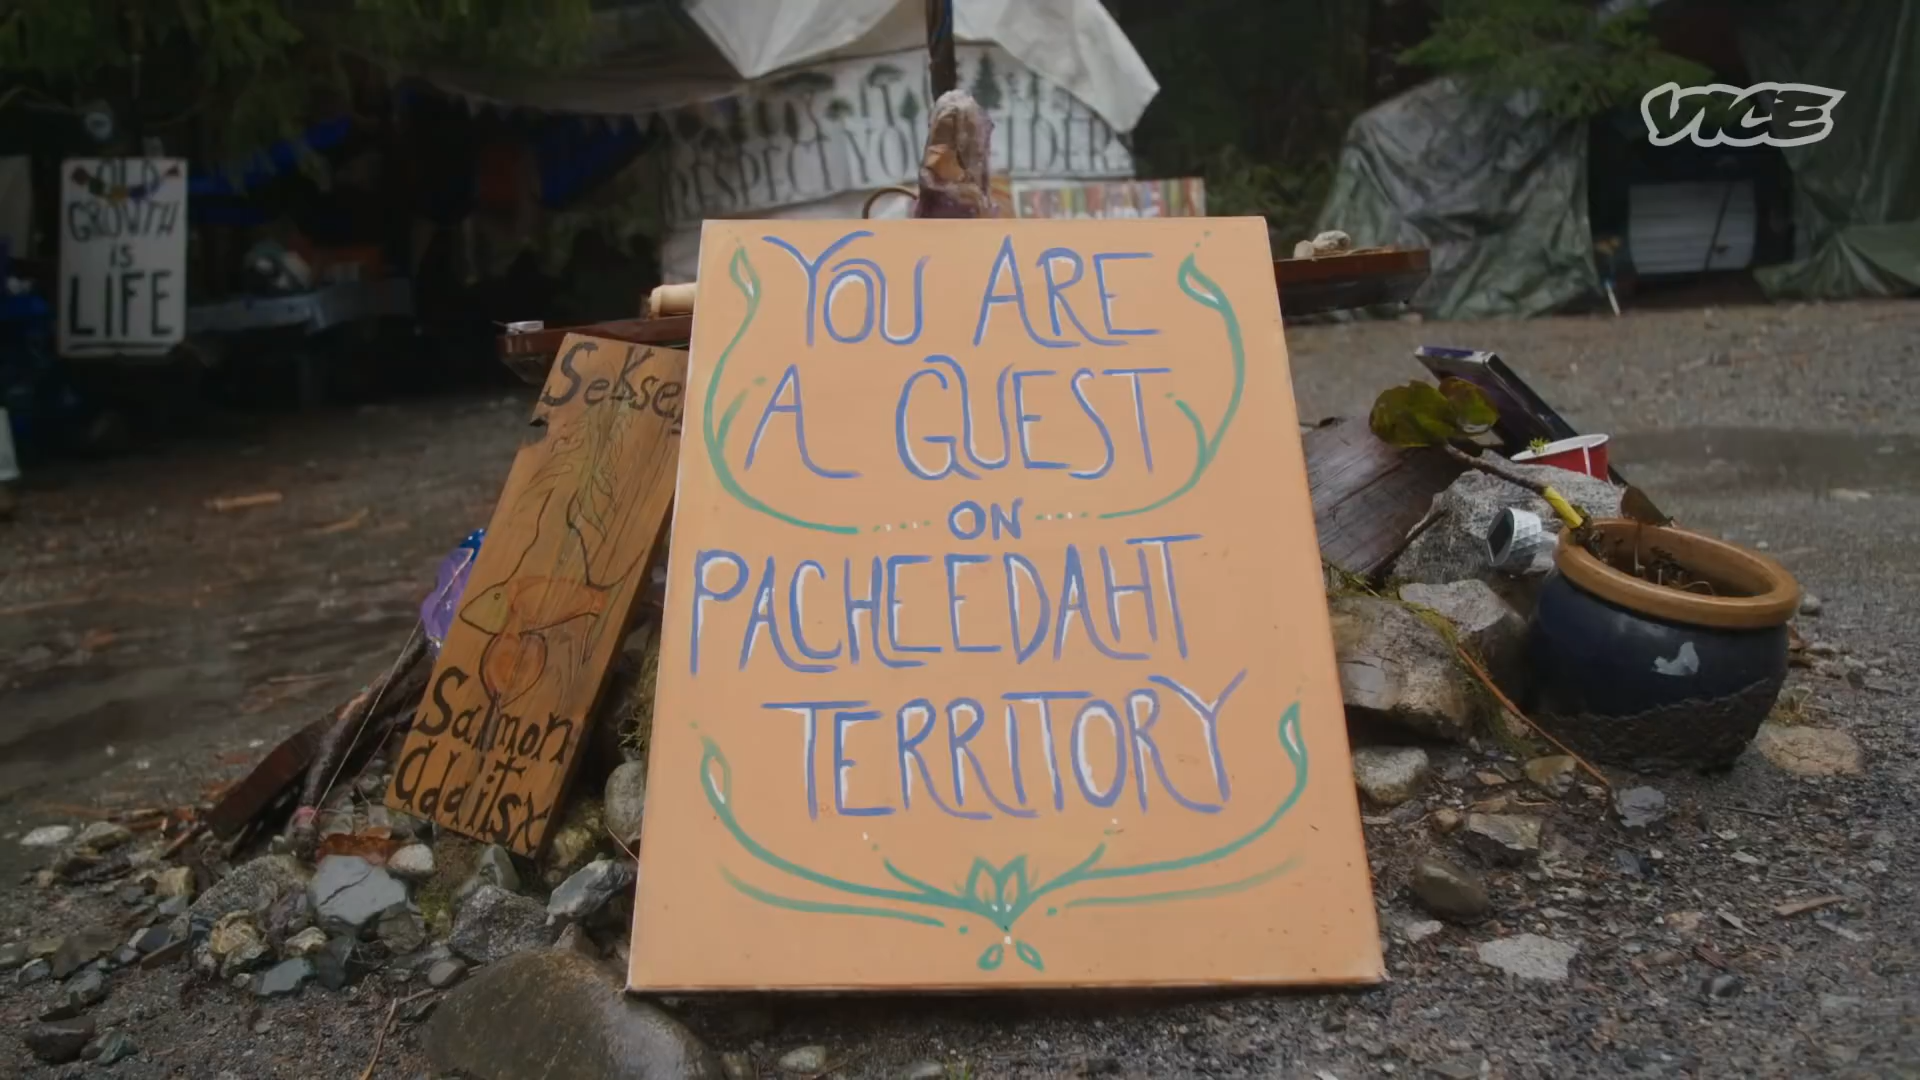 VICE
RESPECT YOUR ELDERS
OLD
GROWTH
IS
LIFE
YOU ARE
A GUEST
ON
PACHEEDAHT
TERRITORY
Salmon